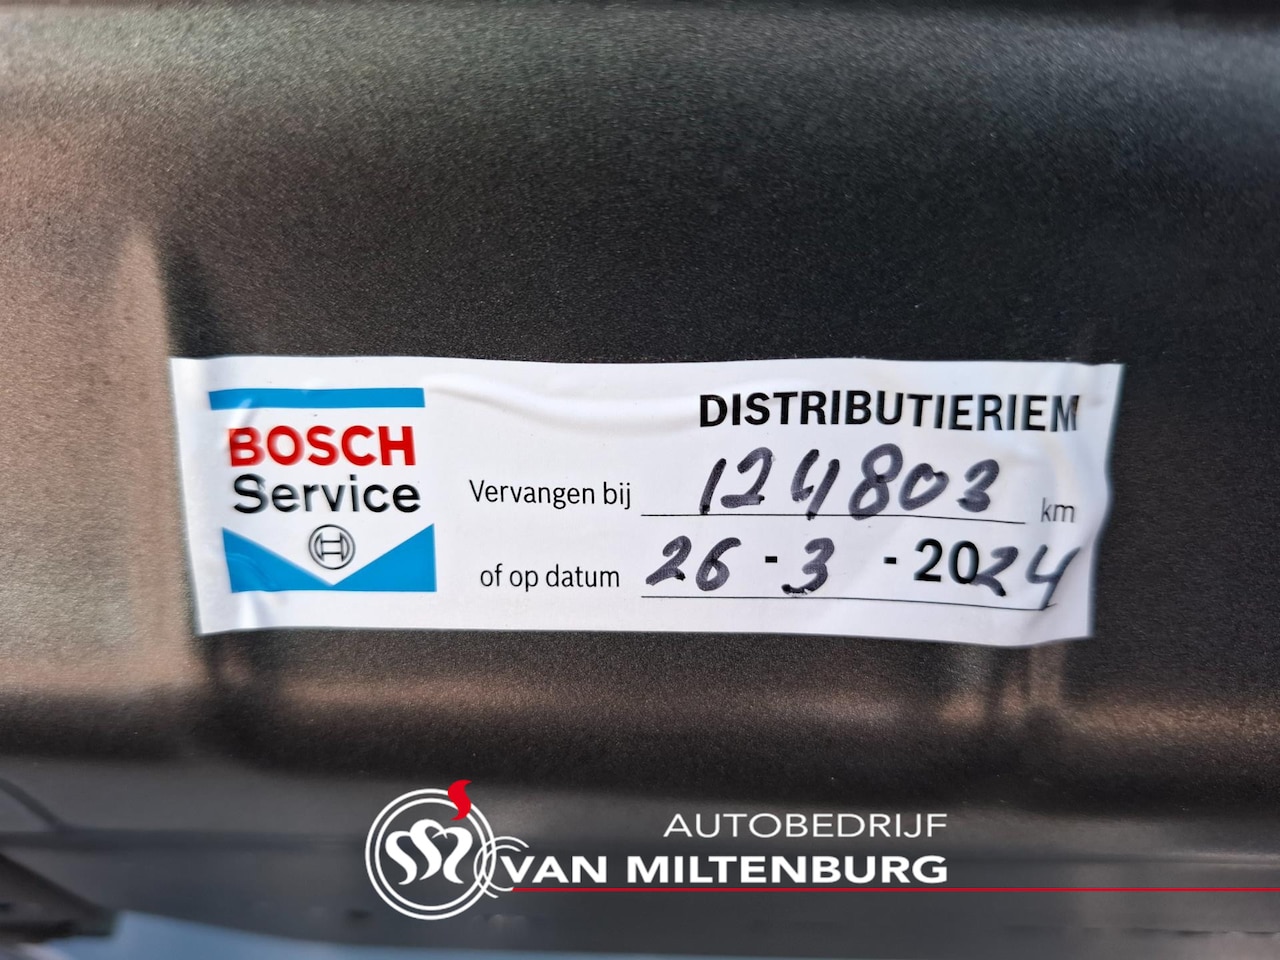 BOSCH
Service
DISTRIBUTIERIEM
Vervangen bij 124803 km
of op datum 26 - 3 - 2024
AUTOBEDRIJF
VAN MILTENBURG